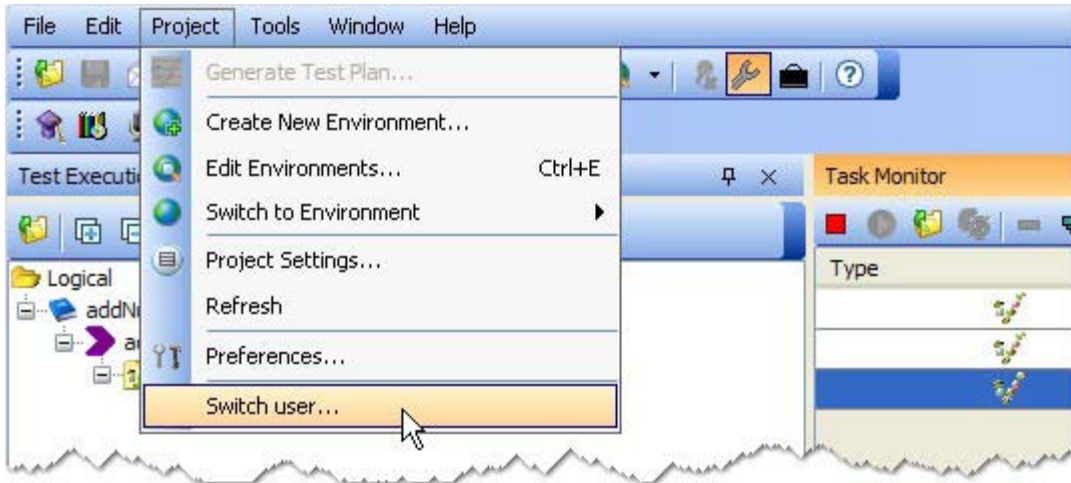 File Edit Project Tools Window Help
Generate Test Plan...
Create New Environment...
Edit Environments... Ctrl+E
Switch to Environment
Project Settings...
Refresh
Preferences...
Switch user...
Test Executi
Logical
addN
a
Task Monitor
Type